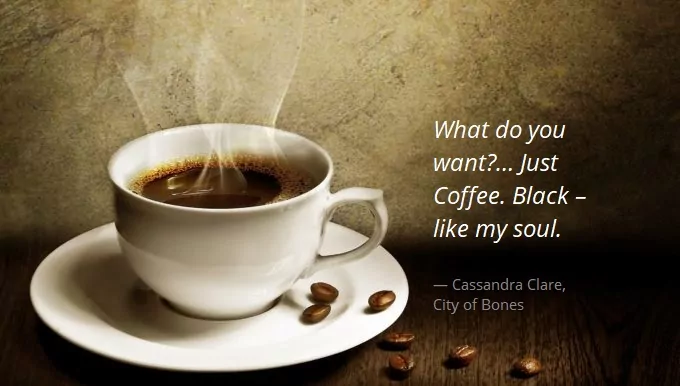 What do you
want?... Just
Coffee. Black –
like my soul.
— Cassandra Clare,
City of Bones